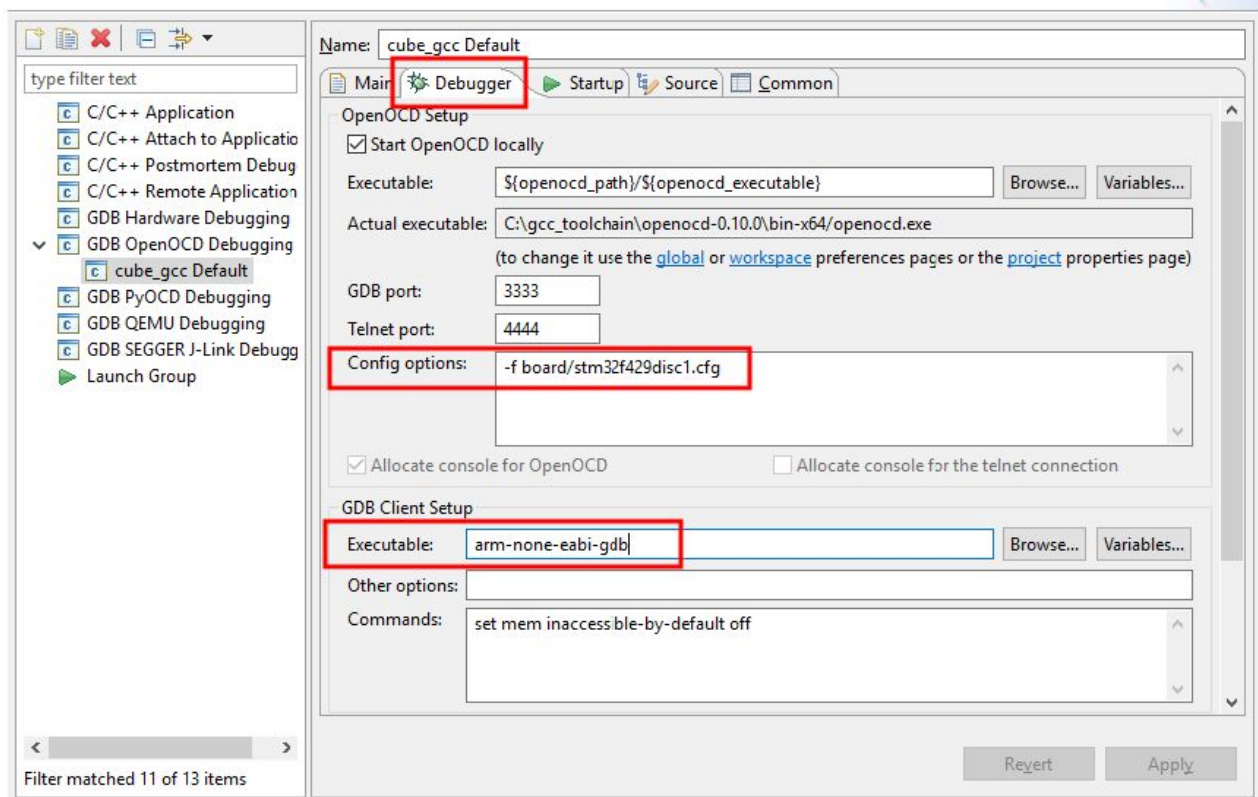 Name: cube_gcc Default
type filter text
C/C++ Application
C/C++ Attach to Applicatio
C/C++ Postmortem Debug
C/C++ Remote Application
GDB Hardware Debugging
GDB OpenOCD Debugging
cube_gcc Default
GDB PyOCD Debugging
GDB QEMU Debugging
GDB SEGGER J-Link Debugg
Launch Group
Filter matched 11 of 13 items
Main Debugger Startup Source Common
OpenOCD Setup
Start OpenOCD locally
Executable: ${openocd_path}/${openocd_executable} Browse... Variables...
Actual executable: C:\gcc_toolchain\openocd-0.10.0\bin-x64/openocd.exe
(to change it use the global or workspace preferences pages or the project properties page)
GDB port: 3333
Telnet port: 4444
Config options: -f board/stm32f429disc1.cfg
Allocate console for OpenOCD Allocate console for the telnet connection
GDB Client Setup
Executable: arm-none-eabi-gdb Browse... Variables...
Other options:
Commands: set mem inaccessible-by-default off
Revert Apply